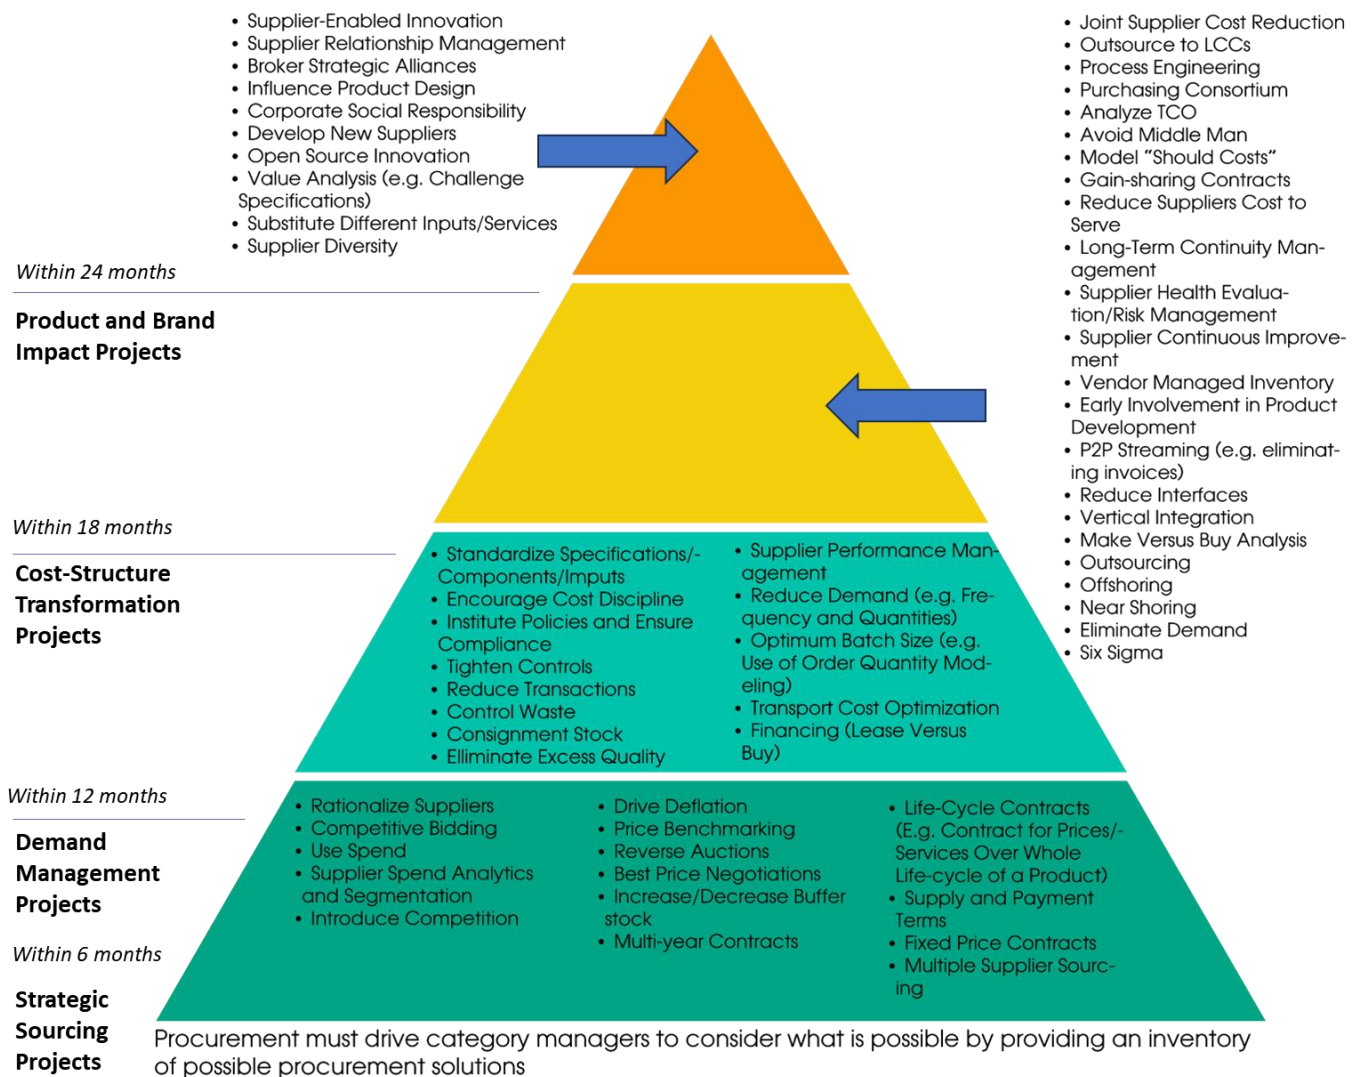 • Supplier-Enabled Innovation
• Supplier Relationship Management
• Broker Strategic Alliances
• Influence Product Design
• Corporate Social Responsibility
• Develop New Suppliers
• Open Source Innovation
• Value Analysis (e.g. Challenge
Specifications)
• Substitute Different Inputs/Services
• Supplier Diversity
• Joint Supplier Cost Reduction
• Outsource to LCCs
• Process Engineering
• Purchasing Consortium
• Analyze TCO
• Avoid Middle Man
• Model “Should Costs”
• Gain-sharing Contracts
• Reduce Suppliers Cost to
Serve
• Long-Term Continuity Man-
agement
• Supplier Health Evalua-
tion/Risk Management
• Supplier Continuous Improve-
ment
• Vendor Managed Inventory
• Early Involvement in Product
Development
• P2P Streaming (e.g. eliminat-
ing invoices)
• Reduce Interfaces
• Vertical Integration
• Make Versus Buy Analysis
• Outsourcing
• Offshoring
• Near Shoring
• Eliminate Demand
• Six Sigma
Within 24 months
Product and Brand
Impact Projects
Within 18 months
Cost-Structure
Transformation
Projects
• Standardize Specifications/-
Components/Imputs
• Encourage Cost Discipline
• Institute Policies and Ensure
Compliance
• Tighten Controls
• Reduce Transactions
• Control Waste
• Consignment Stock
• Elliminate Excess Quality
• Supplier Performance Man-
agement
• Reduce Demand (e.g. Fre-
quency and Quantities)
• Optimum Batch Size (e.g.
Use of Order Quantity Mod-
eling)
• Transport Cost Optimization
• Financing (Lease Versus
Buy)
Within 12 months
Demand
Management
Projects
• Rationalize Suppliers
• Competitive Bidding
• Use Spend
• Supplier Spend Analytics
and Segmentation
• Introduce Competition
• Drive Deflation
• Price Benchmarking
• Reverse Auctions
• Best Price Negotiations
• Increase/Decrease Buffer
stock
• Multi-year Contracts
• Life-Cycle Contracts
(E.g. Contract for Prices/-
Services Over Whole
Life-cycle of a Product)
• Supply and Payment
Terms
• Fixed Price Contracts
• Multiple Supplier Sourc-
ing
Within 6 months
Strategic
Sourcing
Projects
Procurement must drive category managers to consider what is possible by providing an inventory
of possible procurement solutions